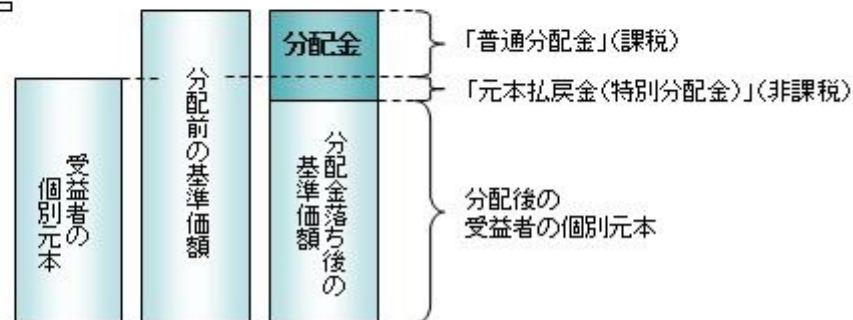 受益者の
個別元本
分配前の基準価額
分配金
分配金落ち後の
基準価額
「普通分配金」(課税)
「元本払戻金(特別分配金)」(非課税)
分配後の
受益者の個別元本